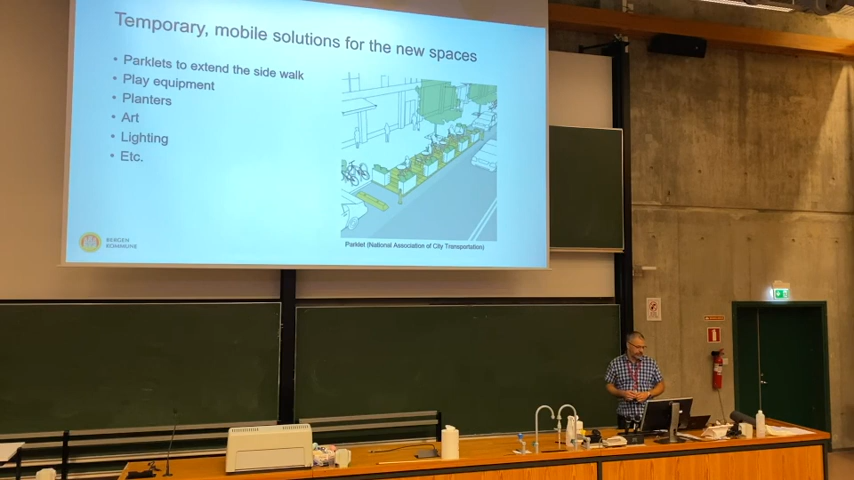 Temporary, mobile solutions for the new spaces
• Parklets to extend the side walk
• Play equipment
• Planters
• Art
• Lighting
• Etc.
BERGEN
KOMMUNE
Parklet (National Association of City Transportation)